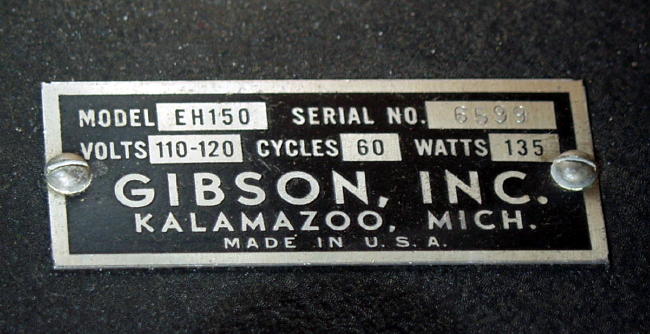 MODEL EH150 SERIAL NO. 6599
VOLTS 110-120 CYCLES 60 WATTS 135
GIBSON, INC.
KALAMAZOO, MICH.
MADE IN U.S.A.